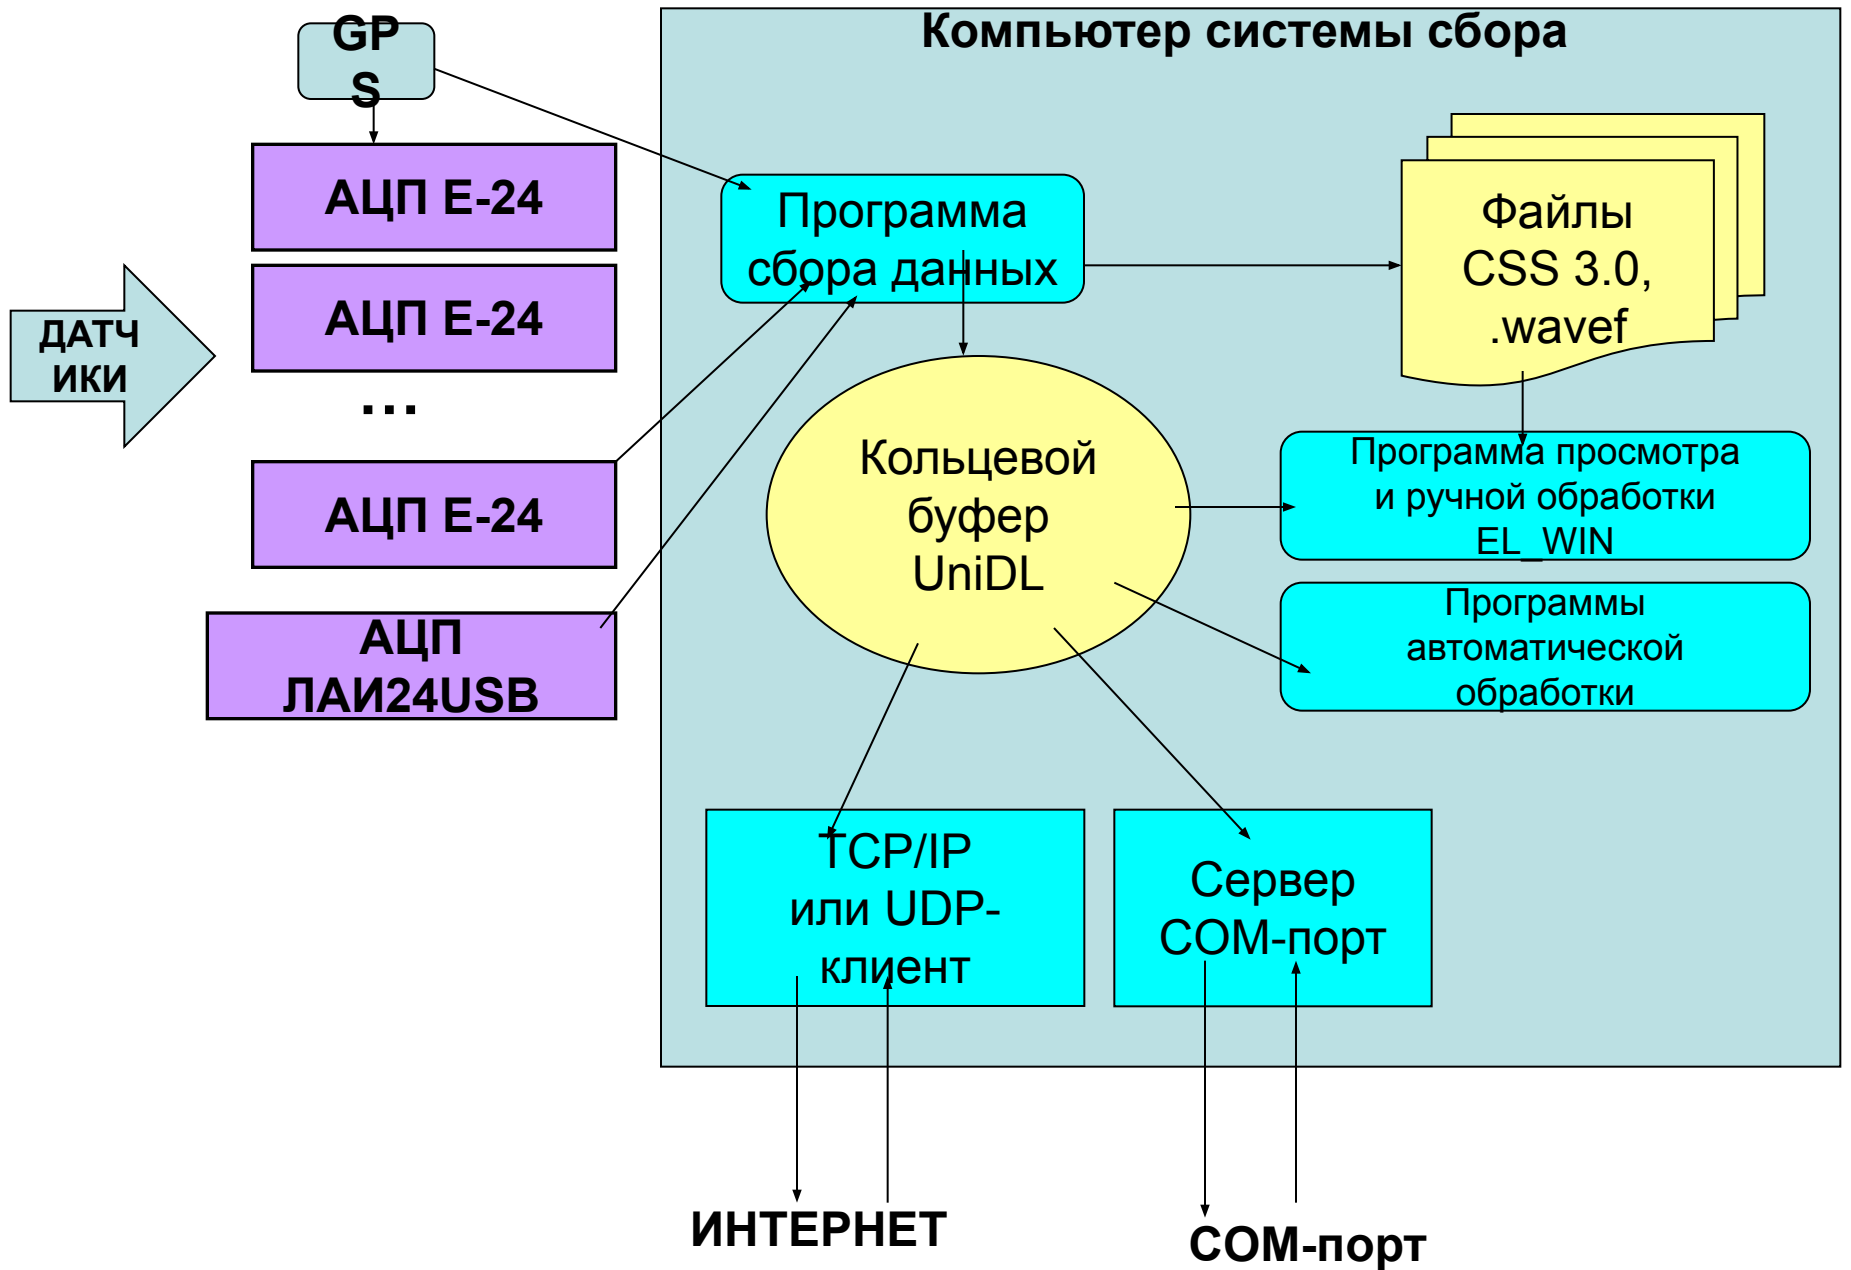 Компьютер системы сбора
GP
S
АЦП Е-24
АЦП Е-24
...
АЦП Е-24
АЦП
ЛАИ24USB
ДАТЧ
ИКИ
Программа
сбора данных
Файлы
CSS 3.0,
.wavef
Кольцевой
буфер
UniDL
Программа просмотра
и ручной обработки
EL_WIN
Программы
автоматической
обработки
TCP/IP
или UDP-
клиент
Сервер
COM-порт
ИНТЕРНЕТ
COM-порт